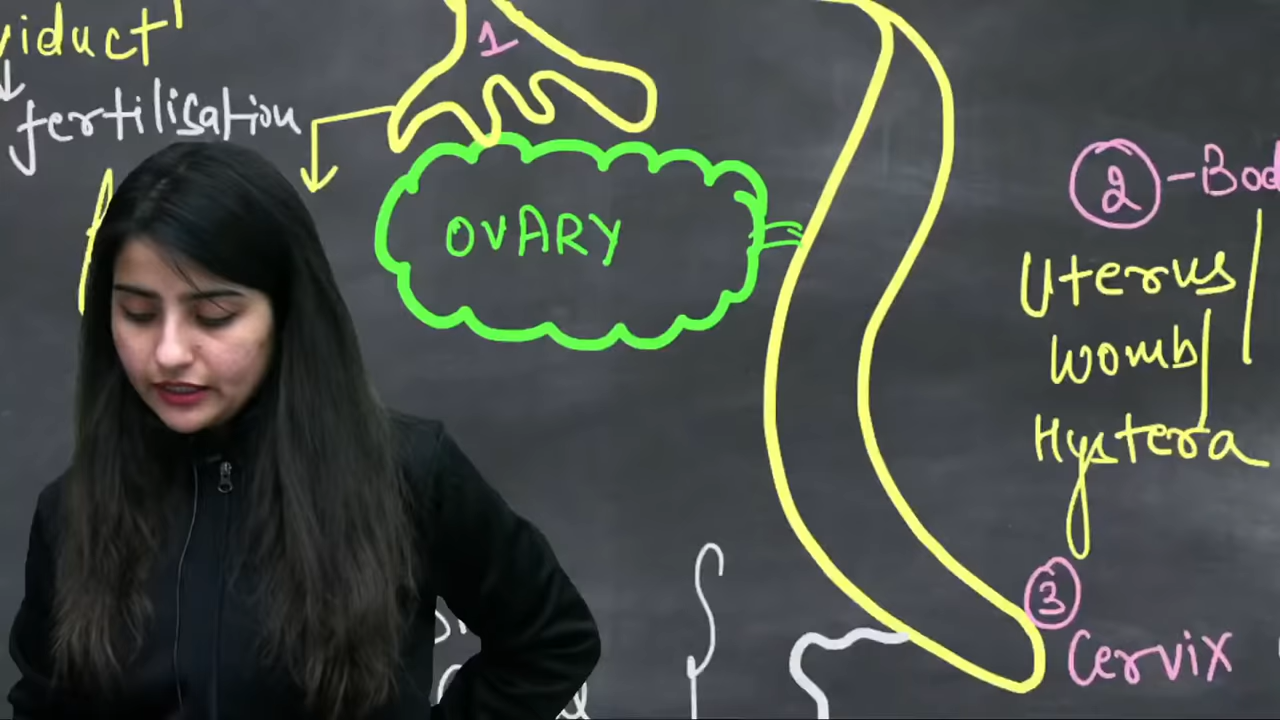 viduct
fertilisation
1
OVARY
2 - Bod
Uterus
Womb
Hystera
3
Cervix